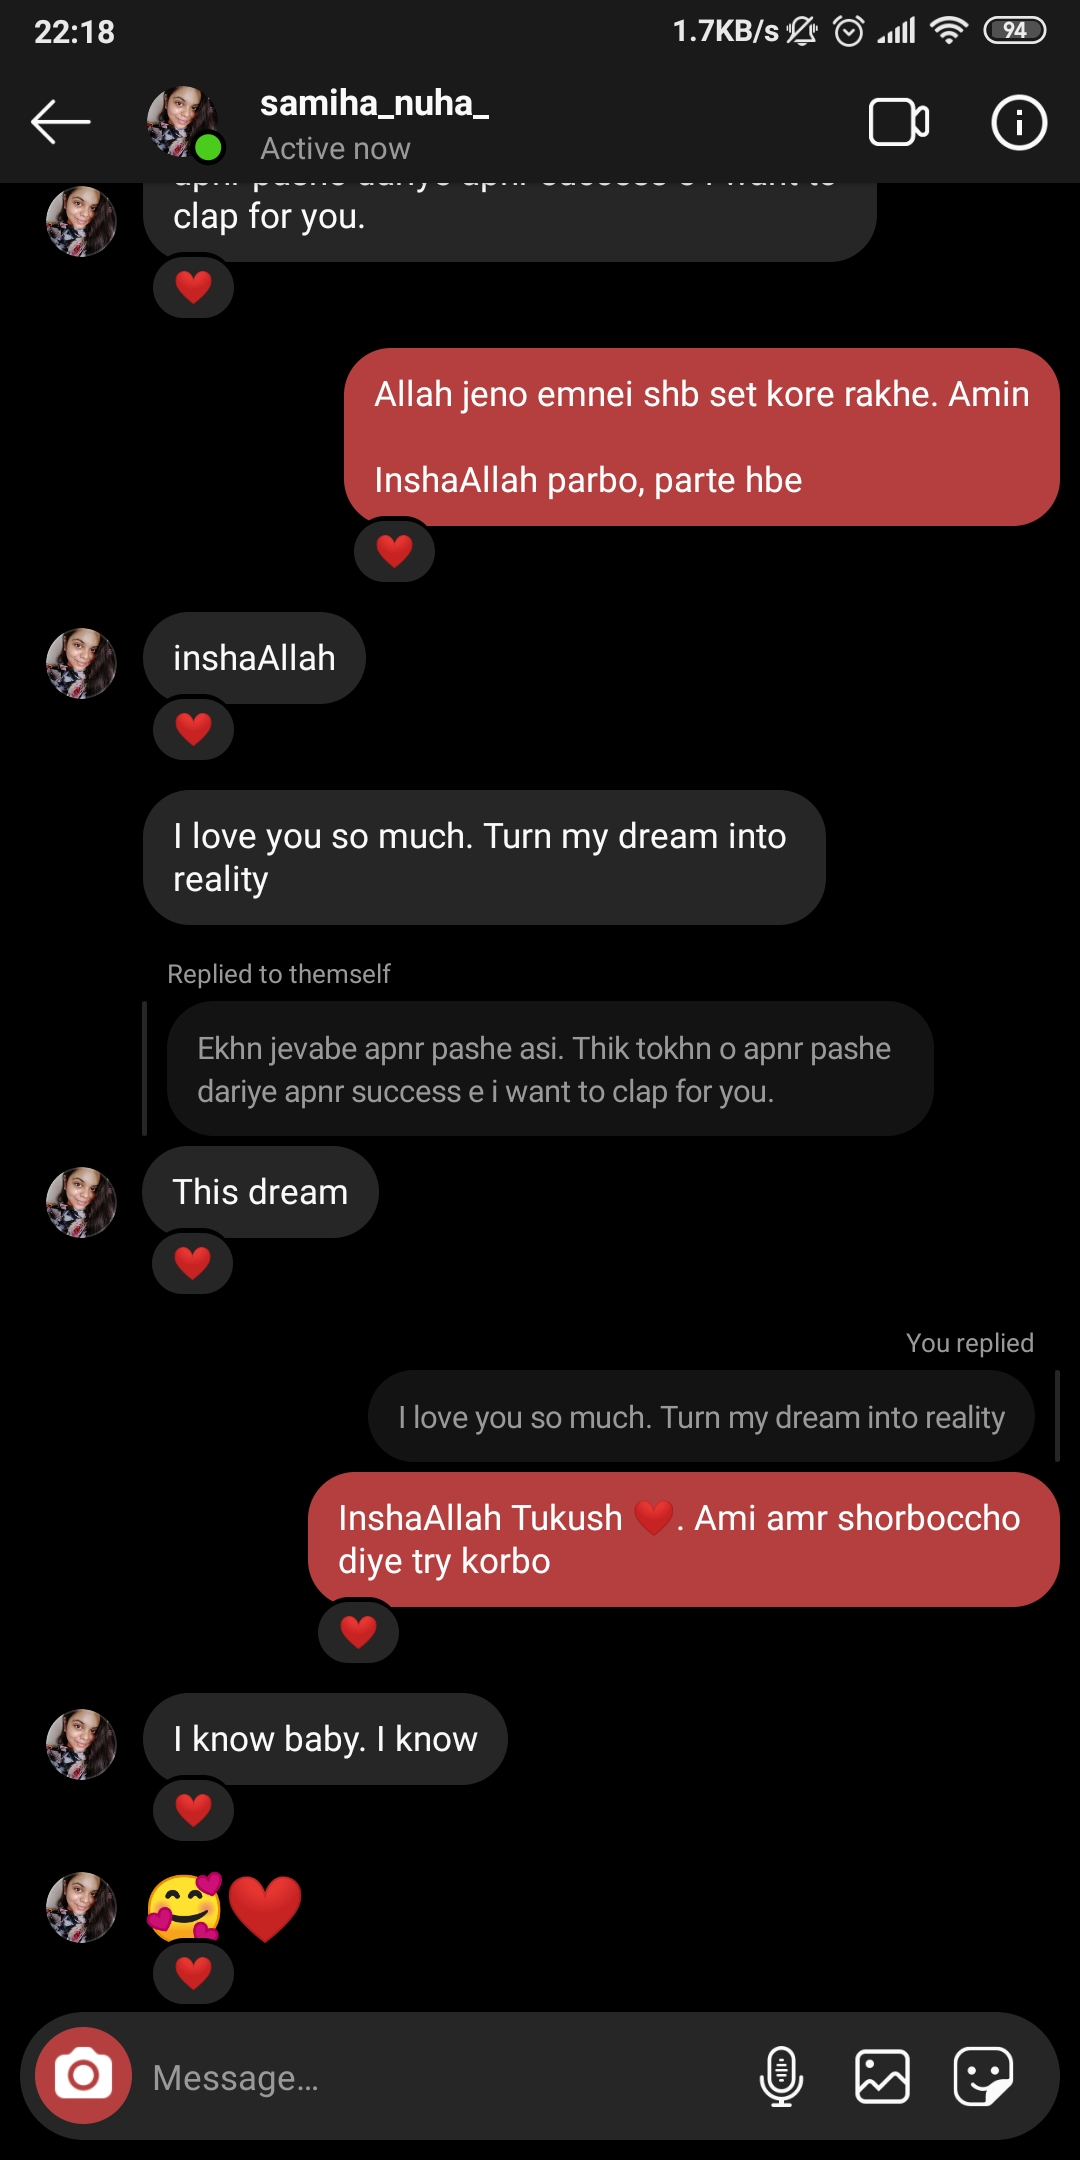 22:18
1.7KB/s
94
samiha_nuha_
Active now
clap for you.
Allah jeno emnei shb set kore rakhe. Amin
InshaAllah parbo, parte hbe
inshaAllah
I love you so much. Turn my dream into
reality
Replied to themself
Ekhn jevabe apnr pashe asi. Thik tokhn o apnr pashe
dariye apnr success e i want to clap for you.
This dream
You replied
I love you so much. Turn my dream into reality
InshaAllah Tukush ❤️. Ami amr shorboccho
diye try korbo
I know baby. I know
🥰❤️
Message...